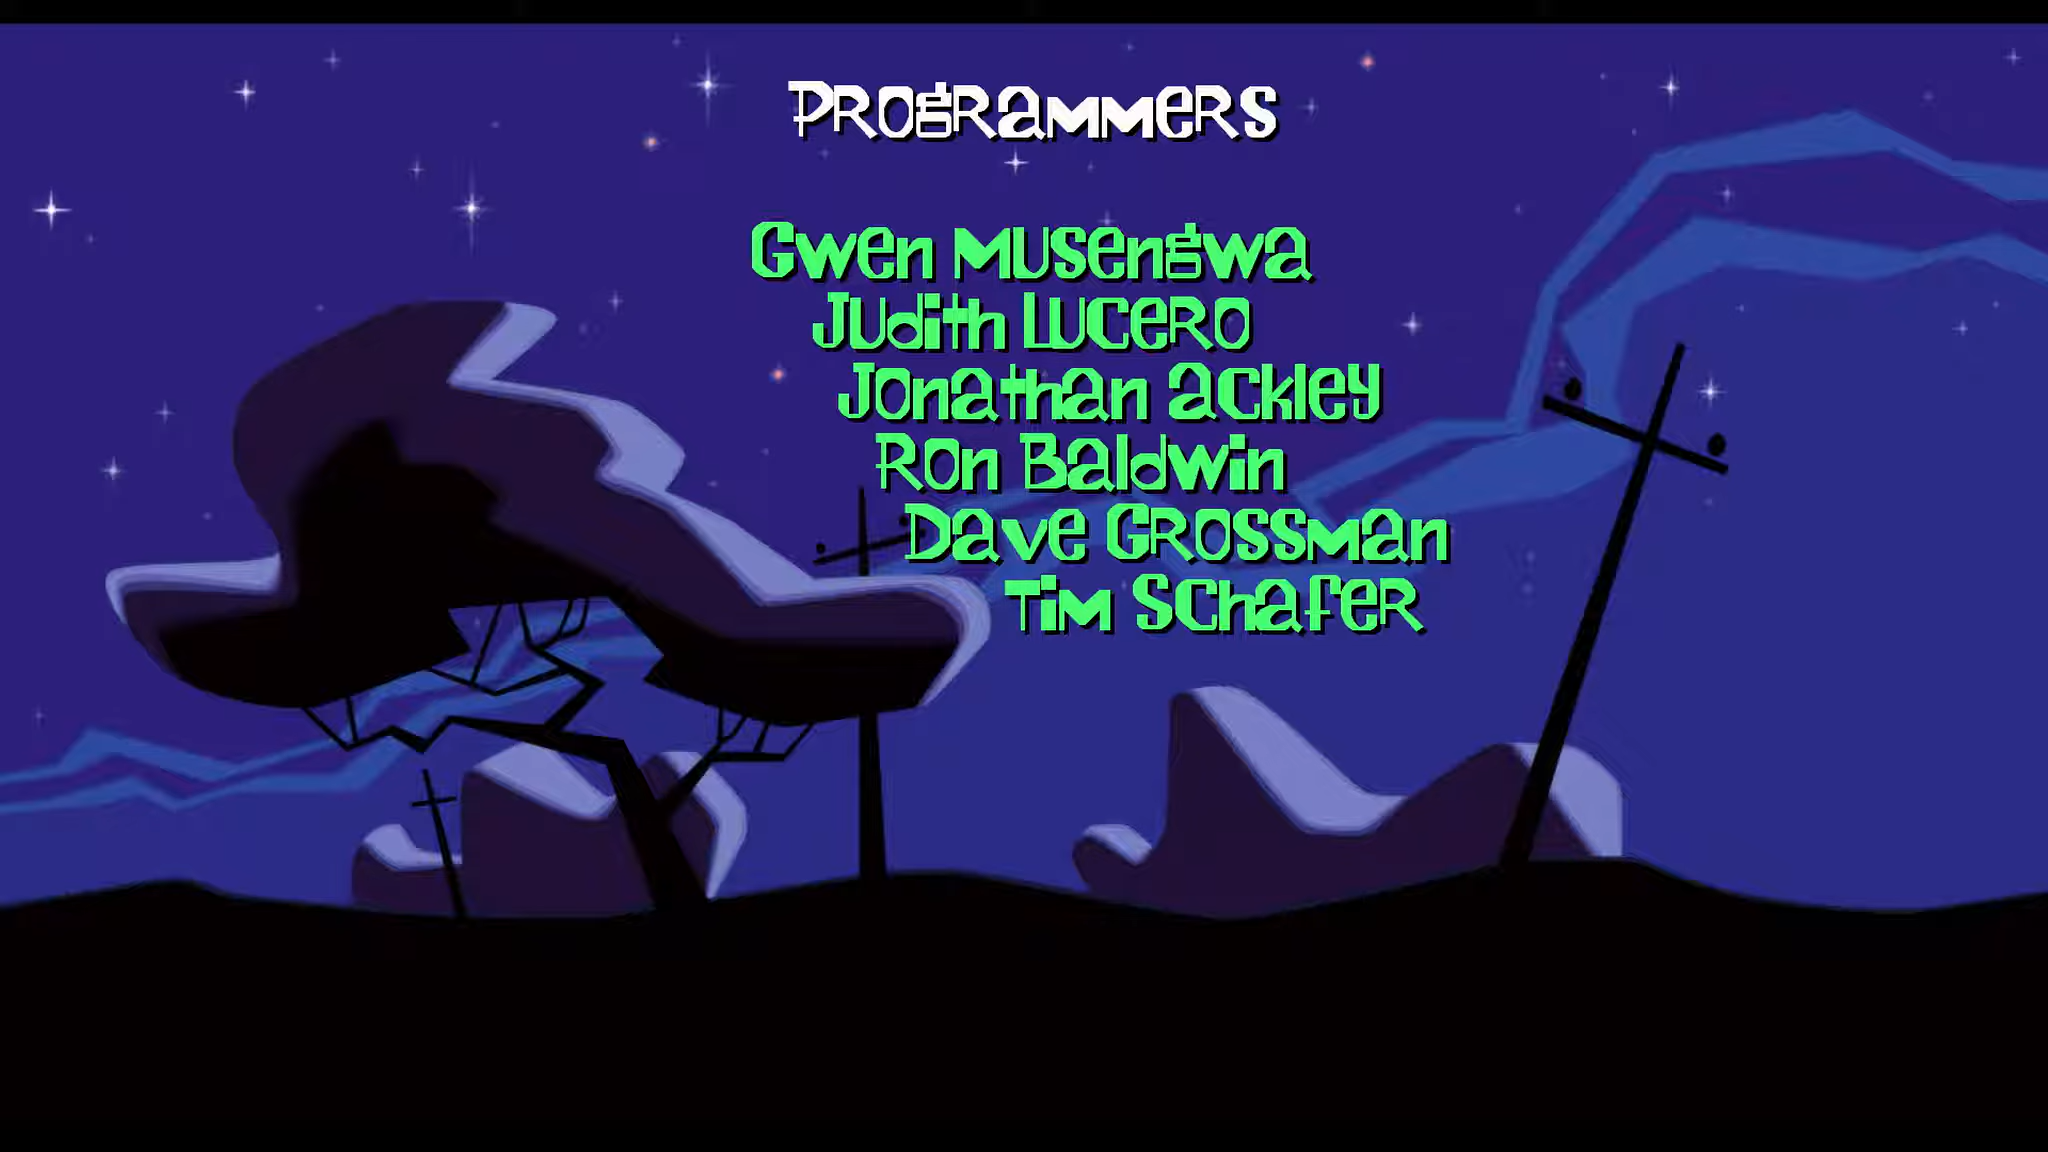 Programmers
Gwen Musengwa
Judith Lucero
Jonathan Ackley
Ron Baldwin
Dave Grossman
Tim Schafer